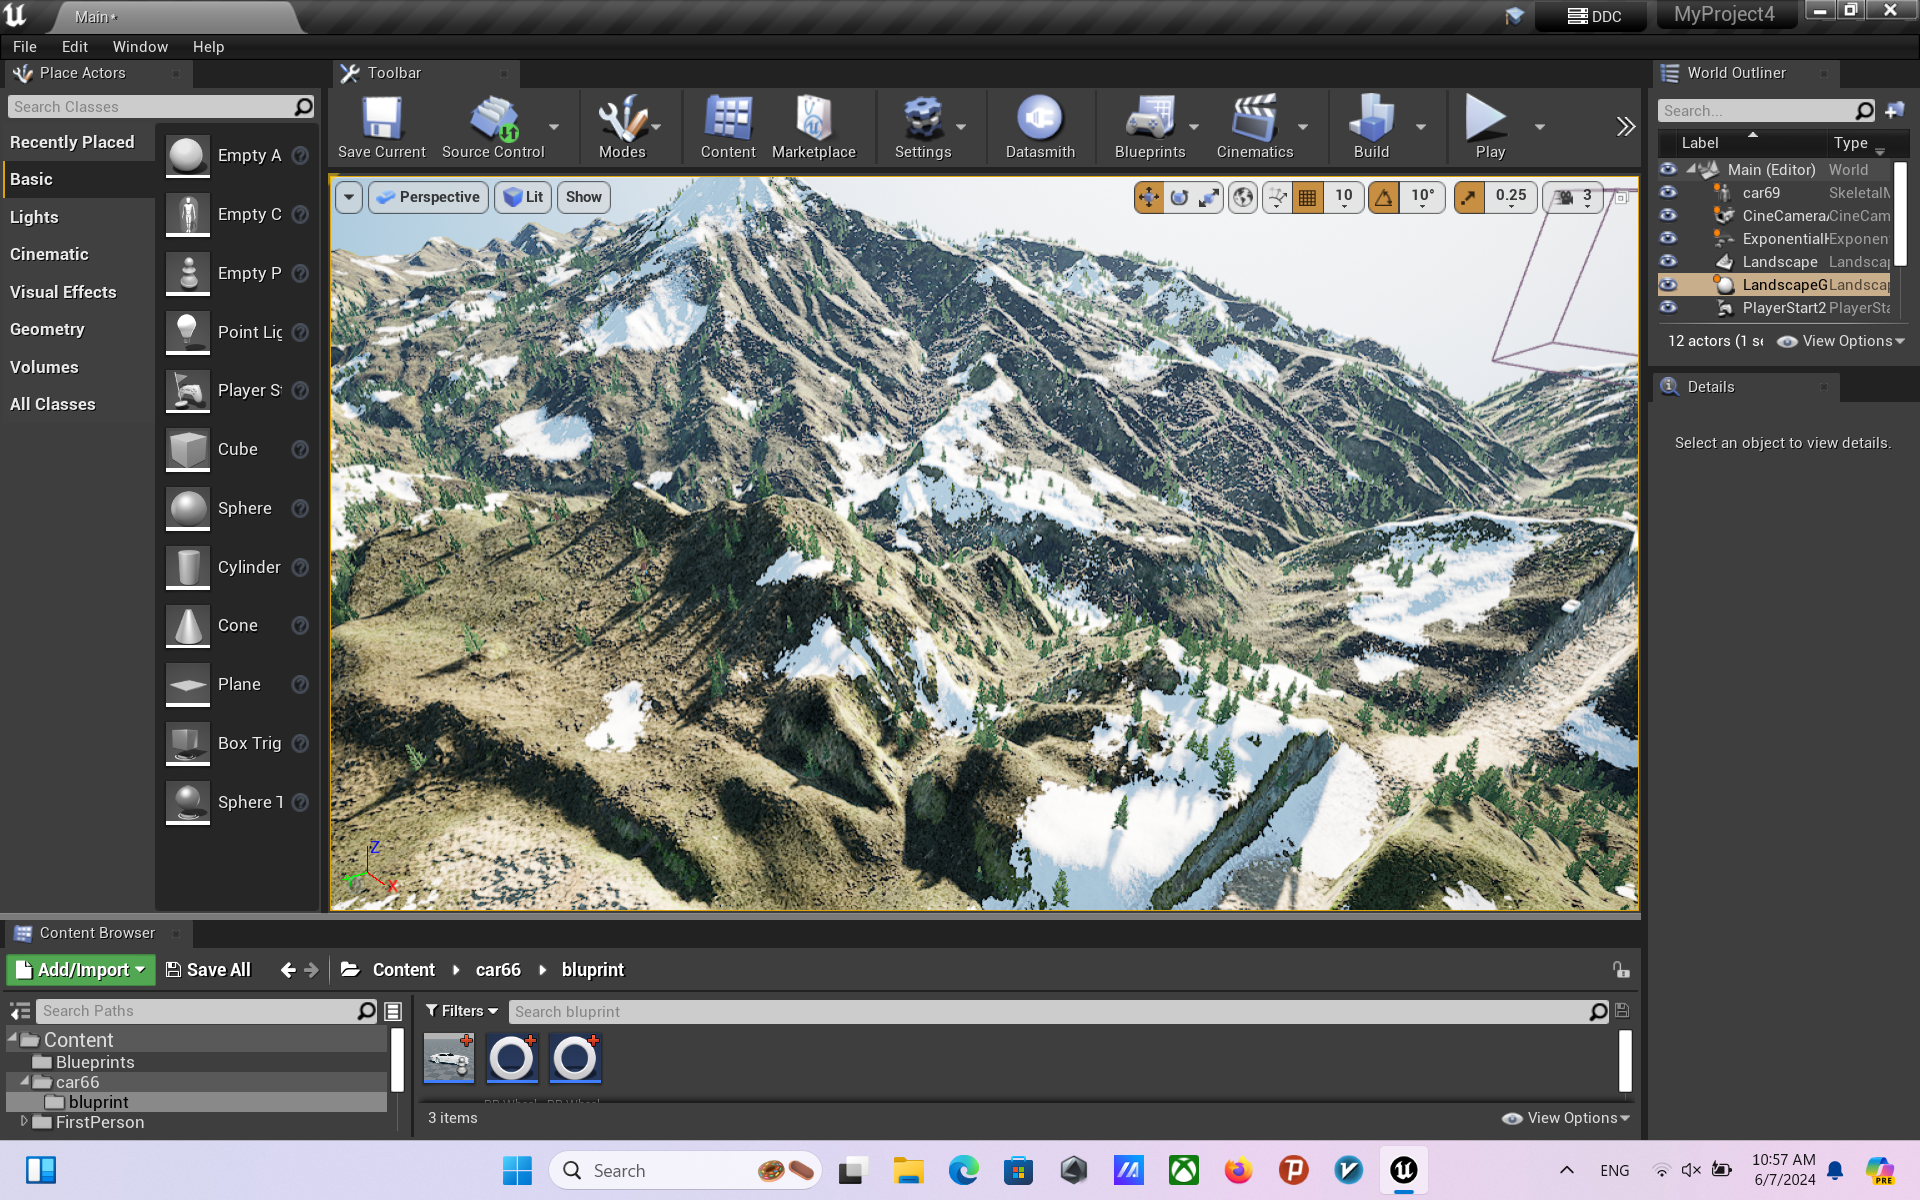 Main*
DDC
MyProject4
File Edit Window Help
Place Actors
Toolbar
World Outliner
Search Classes
Recently Placed
Basic
Lights
Cinematic
Visual Effects
Geometry
Volumes
All Classes
Empty A
Empty C
Empty P
Point Lig
Player St
Cube
Sphere
Cylinder
Cone
Plane
Box Trig
Sphere T
Save Current
Source Control
Modes
Content
Marketplace
Settings
Datasmith
Blueprints
Cinematics
Build
Play
Perspective
Lit
Show
10
10°
0.25
3
Z
Y
X
Search...
Label Type
Main (Editor) World
car69 SkeletalM
CineCamera CineCam
Exponential Exponen
Landscape Landscap
LandscapeG Landscap
PlayerStart2 PlayerSta
12 actors (1 se View Options
Details
Select an object to view details.
Content Browser
Add/Import
Save All
Content car66 bluprint
Search Paths
Filters
Search bluprint
Content
Blueprints
car66
bluprint
FirstPerson
3 items
View Options
Search
ENG
10:57 AM
6/7/2024
PRE